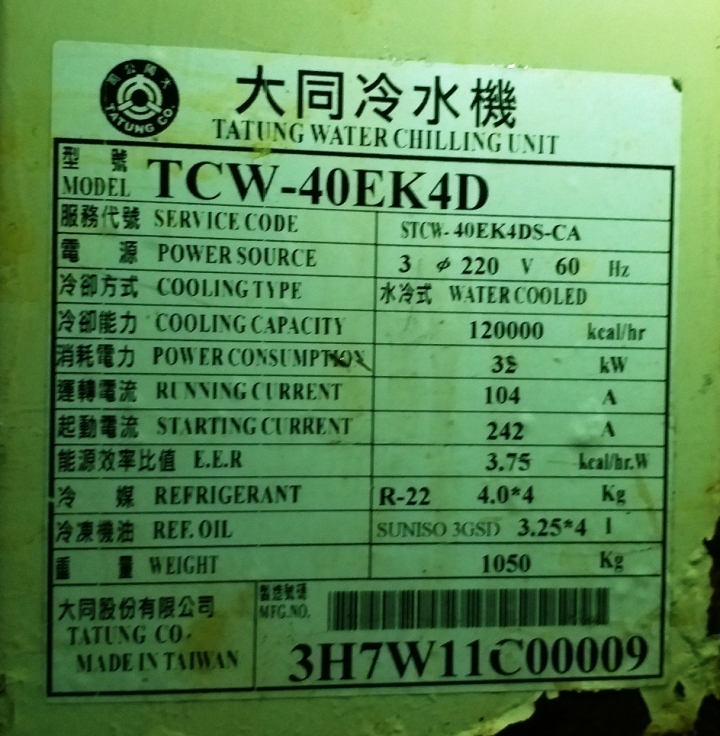 大同公司
TATUNG CO.
大同冷水機
TATUNG WATER CHILLING UNIT
型號 MODEL TCW-40EK4D
服務代號 SERVICE CODE STCW-40EK4DS-CA
電源 POWER SOURCE 3  φ 220 V 60 Hz
冷卻方式 COOLING TYPE 水冷式 WATER COOLED
冷卻能力 COOLING CAPACITY 120000 kcal/hr
消耗電力 POWER CONSUMPTION kW
運轉電流 RUNNING CURRENT 104 A
起動電流 STARTING CURRENT 242 A
能源效率比值 E.E.R 3.75 kcal/hr.W
冷媒 REFRIGERANT R-22 4.0*4 Kg
冷凍機油 REF. OIL SUNISO 3GSD 3.25*4 l
重量 WEIGHT 1050 Kg
大同股份有限公司
TATUNG CO.
MADE IN TAIWAN
製造號碼
MFG.NO.
3H7W11C00009